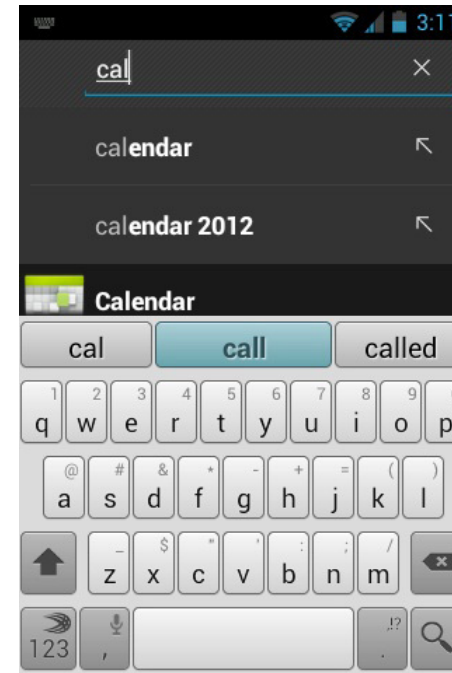 3:11
cal
calendar
calendar 2012
Calendar
cal call called
1 2 3 4 5 6 7 8 9
q w e r t y u i o p
@ # & * - + = ( )
a s d f g h j k l
_ $ " ' : ; /
z x c v b n m
123 , .,!?